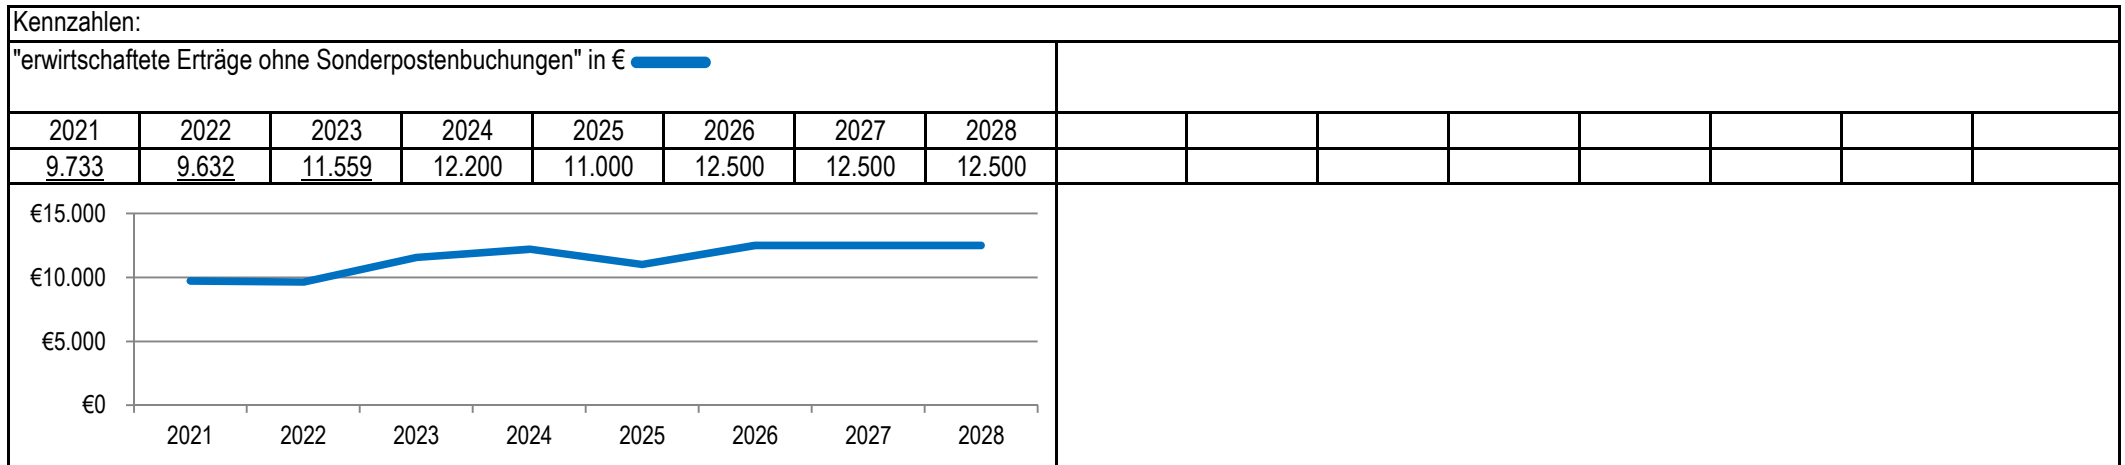 Kennzahlen:
"erwirtschaftete Erträge ohne Sonderpostenbuchungen" in €
2021 2022 2023 2024 2025 2026 2027 2028
9.733 9.632 11.559 12.200 11.000 12.500 12.500 12.500
€15.000
€10.000
€5.000
€0
2021 2022 2023 2024 2025 2026 2027 2028